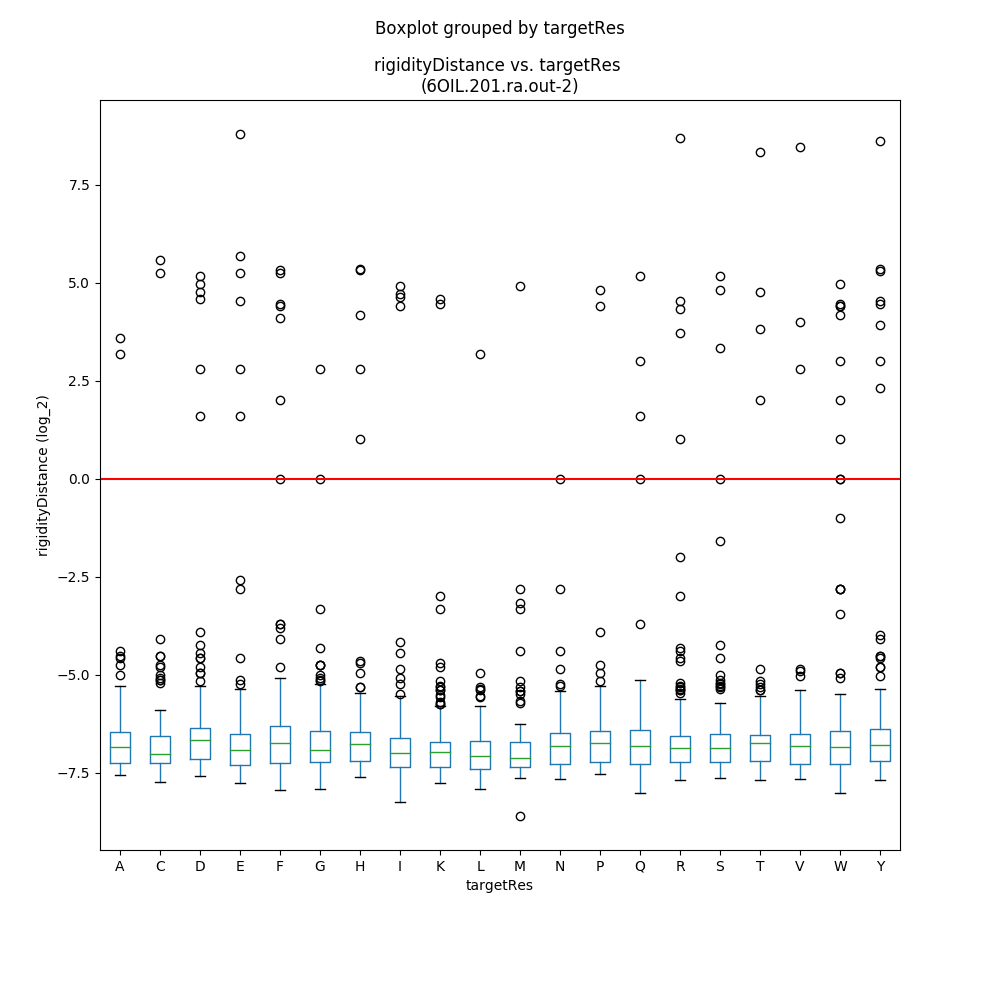 Boxplot grouped by targetRes
rigidityDistance vs. targetRes
(6OIL.201.ra.out-2)
rigidityDistance (log_2)
7.5
5.0
2.5
0.0
−2.5
−5.0
−7.5
A C D E F G H I K L M N P Q R S T V W Y
targetRes